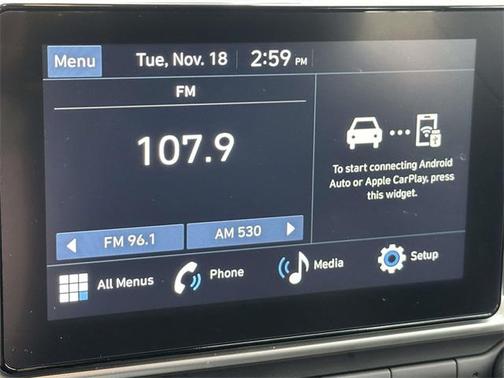 Menu
Tue, Nov. 18
2:59 PM
FM
107.9
To start connecting Android
Auto or Apple CarPlay, press
this widget.
FM 96.1
AM 530
All Menus
Phone
Media
Setup